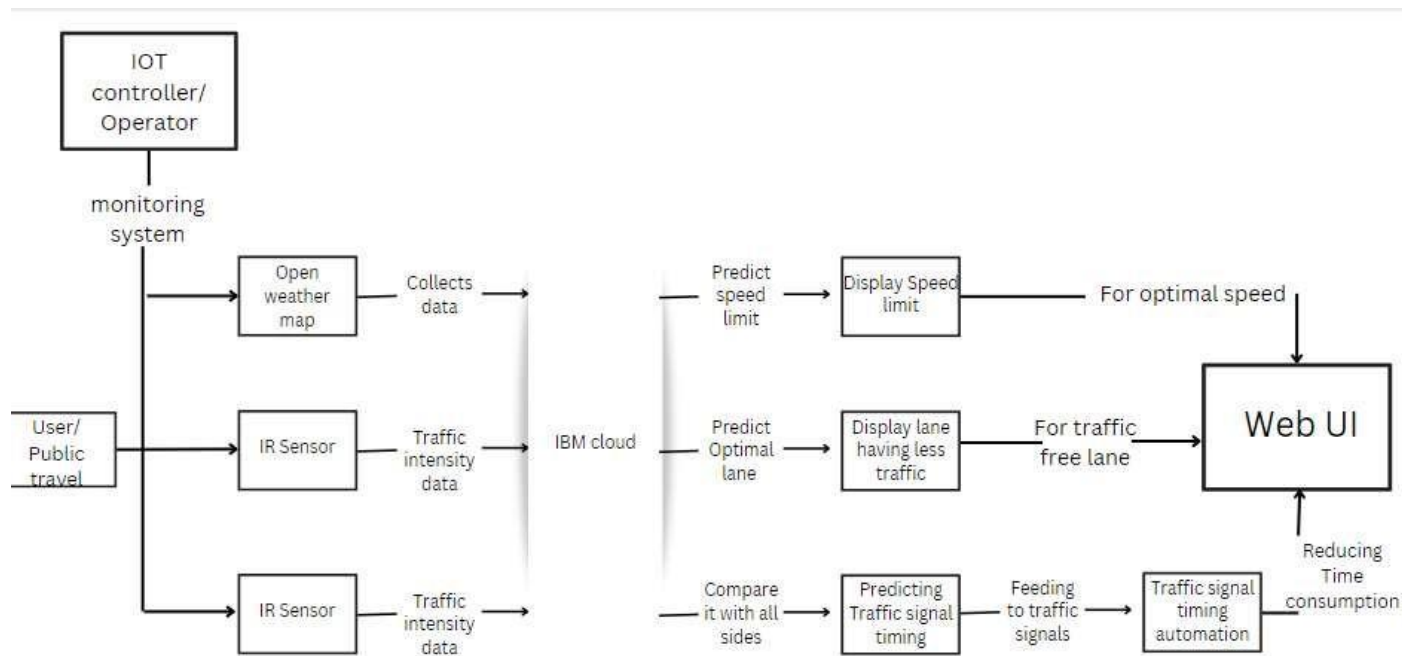 IOT
controller/
Operator
monitoring
system
Open
weather
map
Collects
data
Predict
speed
limit
Display Speed
limit
For optimal speed
User/
Public
travel
IR Sensor
Traffic
intensity
data
IBM cloud
Predict
Optimal
lane
Display lane
having less
traffic
For traffic
free lane
Web UI
IR Sensor
Traffic
intensity
data
Compare
it with all
sides
Predicting
Traffic signal
timing
Feeding
to traffic
signals
Traffic signal
timing
automation
Reducing
Time
consumption